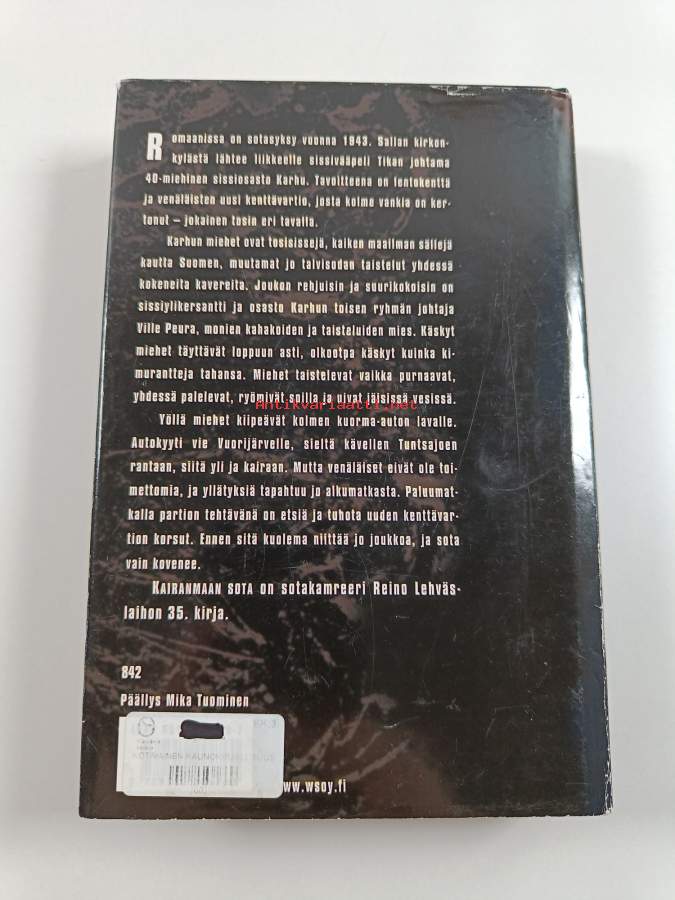 Romaanissa on sotasyksy vuonna 1943. Sallan kirkon-
kylästä lähtee liikkeelle sissivääpeli Tikan johtama
40-miehinen sissiosasto Karhu. Tavoitteena on lentokenttä
ja venäläisten uusi kenttävartio, josta kolme vankia on ker-
tonut – jokainen tosin eri tavalla.
Karhun miehet ovat tosisissejä, kaiken maailman sällejä
kautta Suomen, muutamat jo talvisodan taistelut yhdessä
kokeneita kavereita. Joukon rehjuisin ja suurikokoisin on
sissiylikersantti ja osasto Karhun toisen ryhmän johtaja
Ville Peura, monien kahakoiden ja taisteluiden mies. Käskyt
miehet täyttävät loppuun asti, olkootpa käskyt kuinka ki-
murantteja tahansa. Miehet taistelevat vaikka purnaavat,
yhdessä palelevat, ryömivät soilla ja uivat jäisissä vesissä.
Antikvariaatti.net
Yöllä miehet kiipeävät kolmen kuorma-auton lavalle.
Autokyyti vie Vuorijärvelle, sieltä kävellen Tuntsajoen
rantaan, siitä yli ja kairaan. Mutta venäläiset eivät ole toi-
mettomia, ja yllätyksiä tapahtuu jo alkumatkasta. Paluumat-
kalla partion tehtävänä on etsiä ja tuhota uuden kenttävar-
tion korsut. Ennen sitä kuolema niittää jo joukkoa, ja sota
vain kovenee.
KAIRANMAAN SOTA on sotakamreeri Reino Lehväs-
laihon 35. kirja.
842
Päällys Mika Tuominen
KOTIMAINEN KAUNOKIRJALLISUUS
www.wsoy.fi